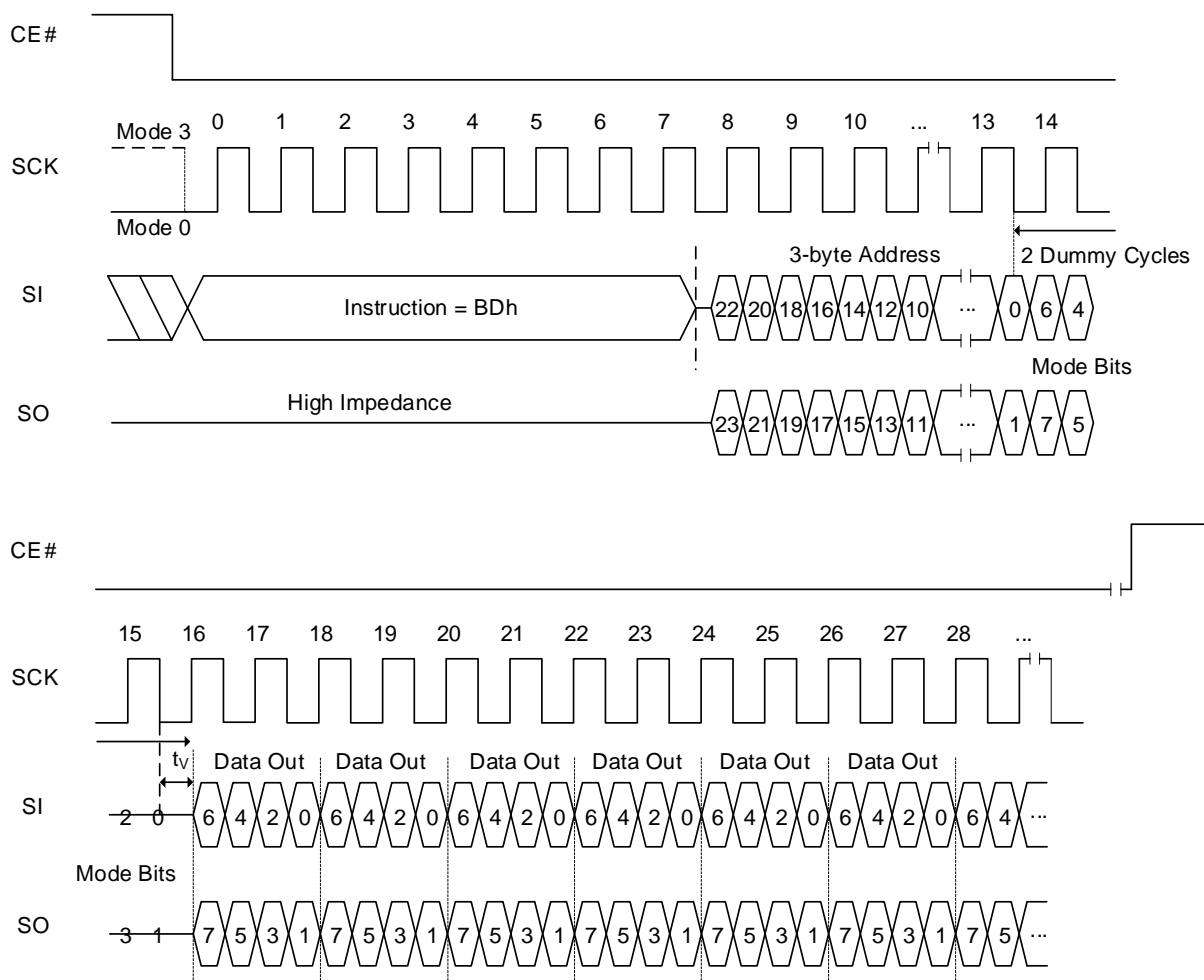 CE#
0 1 2 3 4 5 6 7 8 9 10 ... 13 14
Mode 3
SCK
Mode 0
3-byte Address 2 Dummy Cycles
SI
Instruction = BDh 22 20 18 16 14 12 10 ... 0 6 4
Mode Bits
SO
High Impedance
23 21 19 17 15 13 11 ... 1 7 5
CE#
15 16 17 18 19 20 21 22 23 24 25 26 27 28 ...
SCK
tV Data Out Data Out Data Out Data Out Data Out Data Out
SI
2 0 6 4 2 0 6 4 2 0 6 4 2 0 6 4 2 0 6 4 2 0 6 4 2 0 6 4 ...
Mode Bits
SO
3 1 7 5 3 1 7 5 3 1 7 5 3 1 7 5 3 1 7 5 3 1 7 5 3 1 7 5 ...